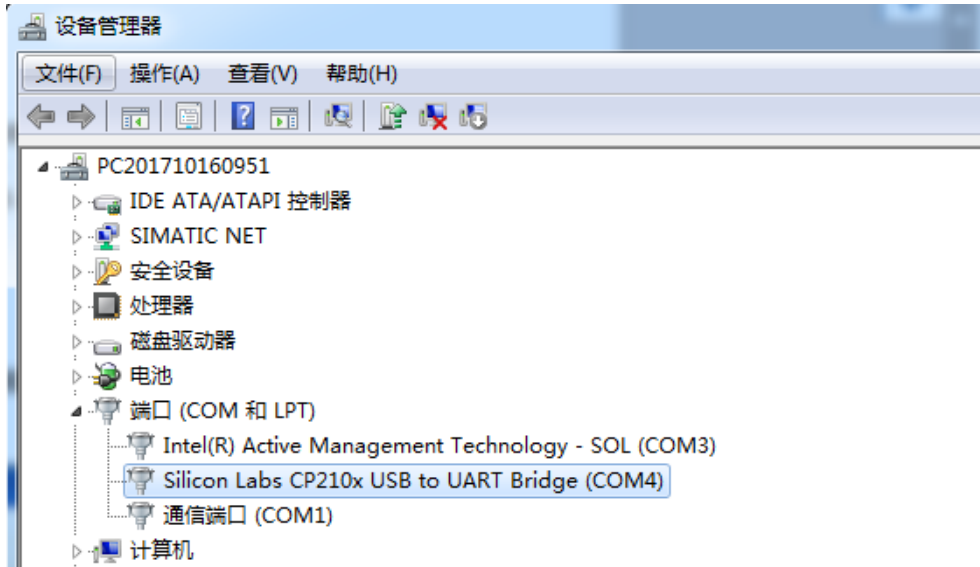 设备管理器
文件(F) 操作(A) 查看(V) 帮助(H)
PC201710160951
IDE ATA/ATAPI 控制器
SIMATIC NET
安全设备
处理器
磁盘驱动器
电池
端口 (COM 和 LPT)
Intel(R) Active Management Technology - SOL (COM3)
Silicon Labs CP210x USB to UART Bridge (COM4)
通信端口 (COM1)
计算机